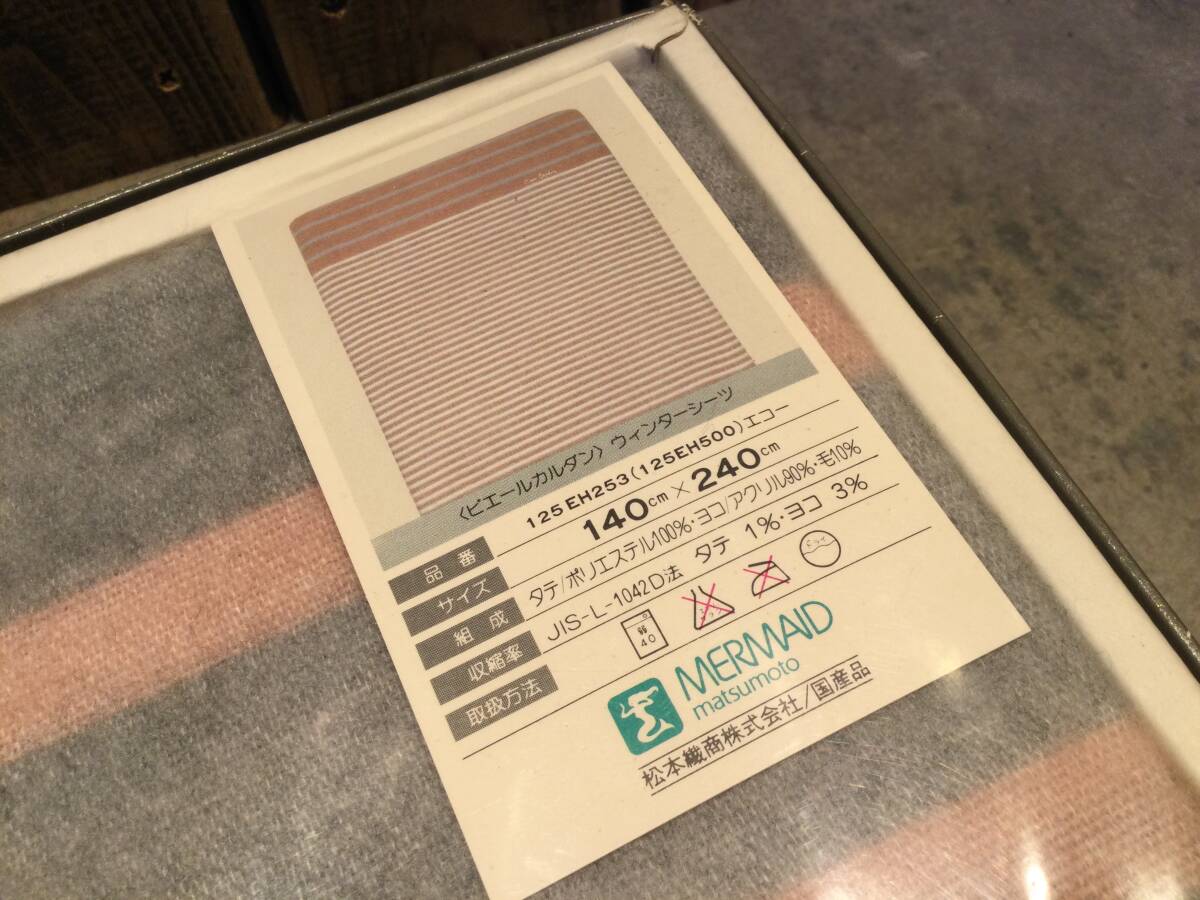 〈ピエールカルダン〉ウィンターシーツ
品番 125EH253(125EH500)エコー
サイズ 140cm×240cm
組成 タテ/ポリエステル100%・ヨコ/アクリル90%・毛10%
収縮率 JIS-L-1042D法 タテ 1%・ヨコ 3%
取扱方法 弱 40 ドライ
MERMAID
matsumoto
松本繊商株式会社/国産品